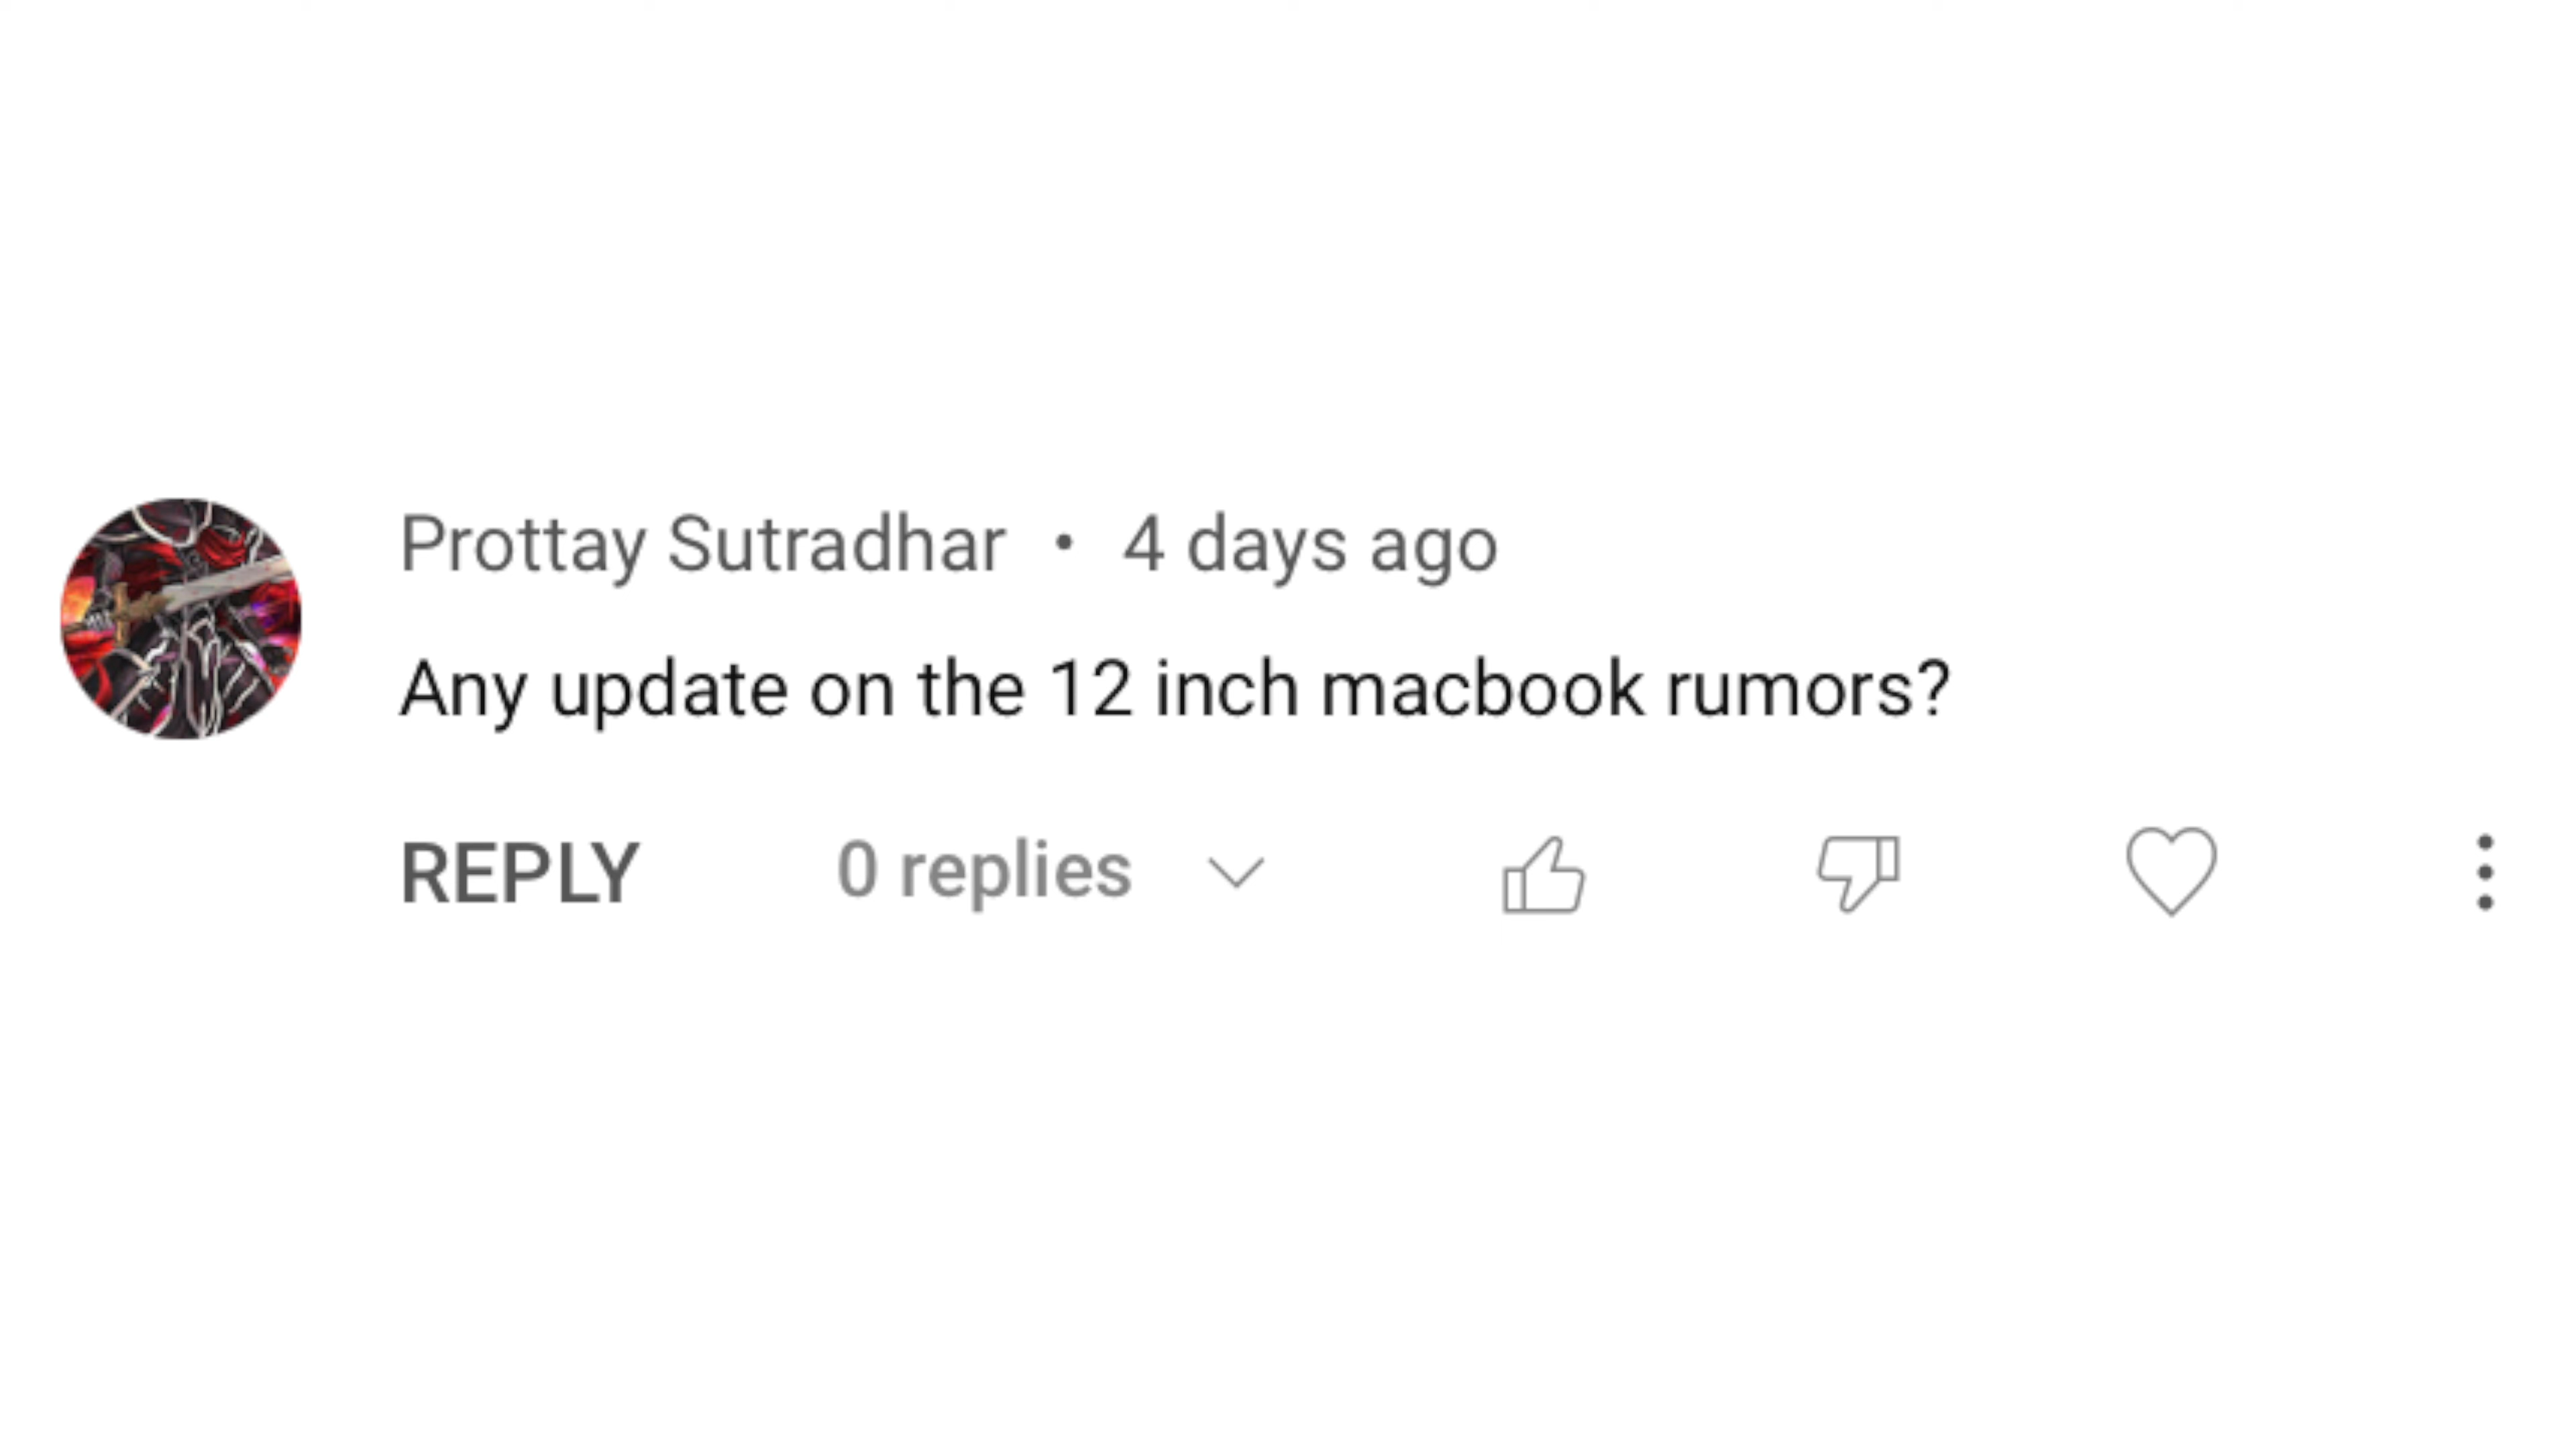 Prottay Sutradhar • 4 days ago
Any update on the 12 inch macbook rumors?
REPLY 0 replies